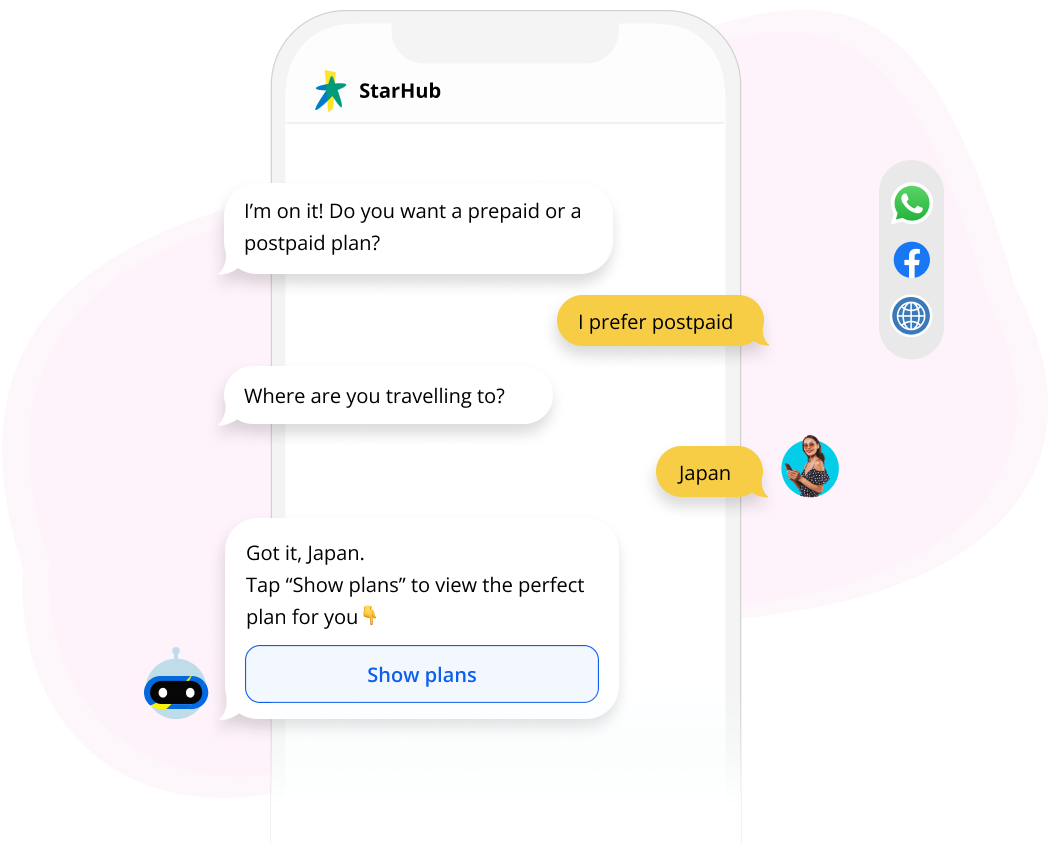 StarHub
I’m on it! Do you want a prepaid or a
postpaid plan?
I prefer postpaid
Where are you travelling to?
Japan
Got it, Japan.
Tap “Show plans” to view the perfect
plan for you👇
Show plans